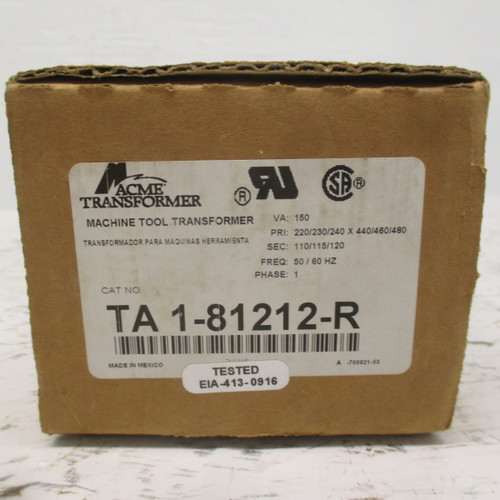 ACME
TRANSFORMER
MACHINE TOOL TRANSFORMER
TRANSFORMADOR PARA MAQUINAS HERRAMIENTA
VA: 150
PRI: 220/230/240 X 440/460/480
SEC: 110/115/120
FREQ: 50 / 60 HZ
PHASE: 1
CAT NO
TA 1-81212-R
MADE IN MEXICO
TESTED
EIA-413-0916